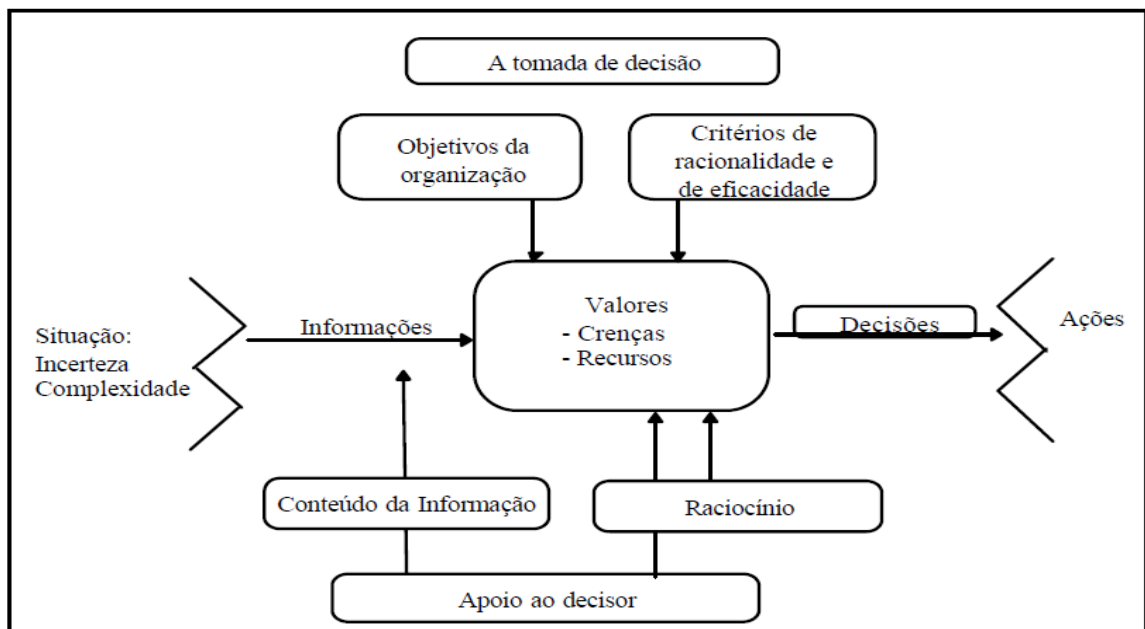 A tomada de decisão
Objetivos da
organização
Critérios de
racionalidade e
de eficacidade
Situação:
Incerteza
Complexidade
Informações
Valores
- Crenças
- Recursos
Decisões
Ações
Conteúdo da Informação
Raciocínio
Apoio ao decisor